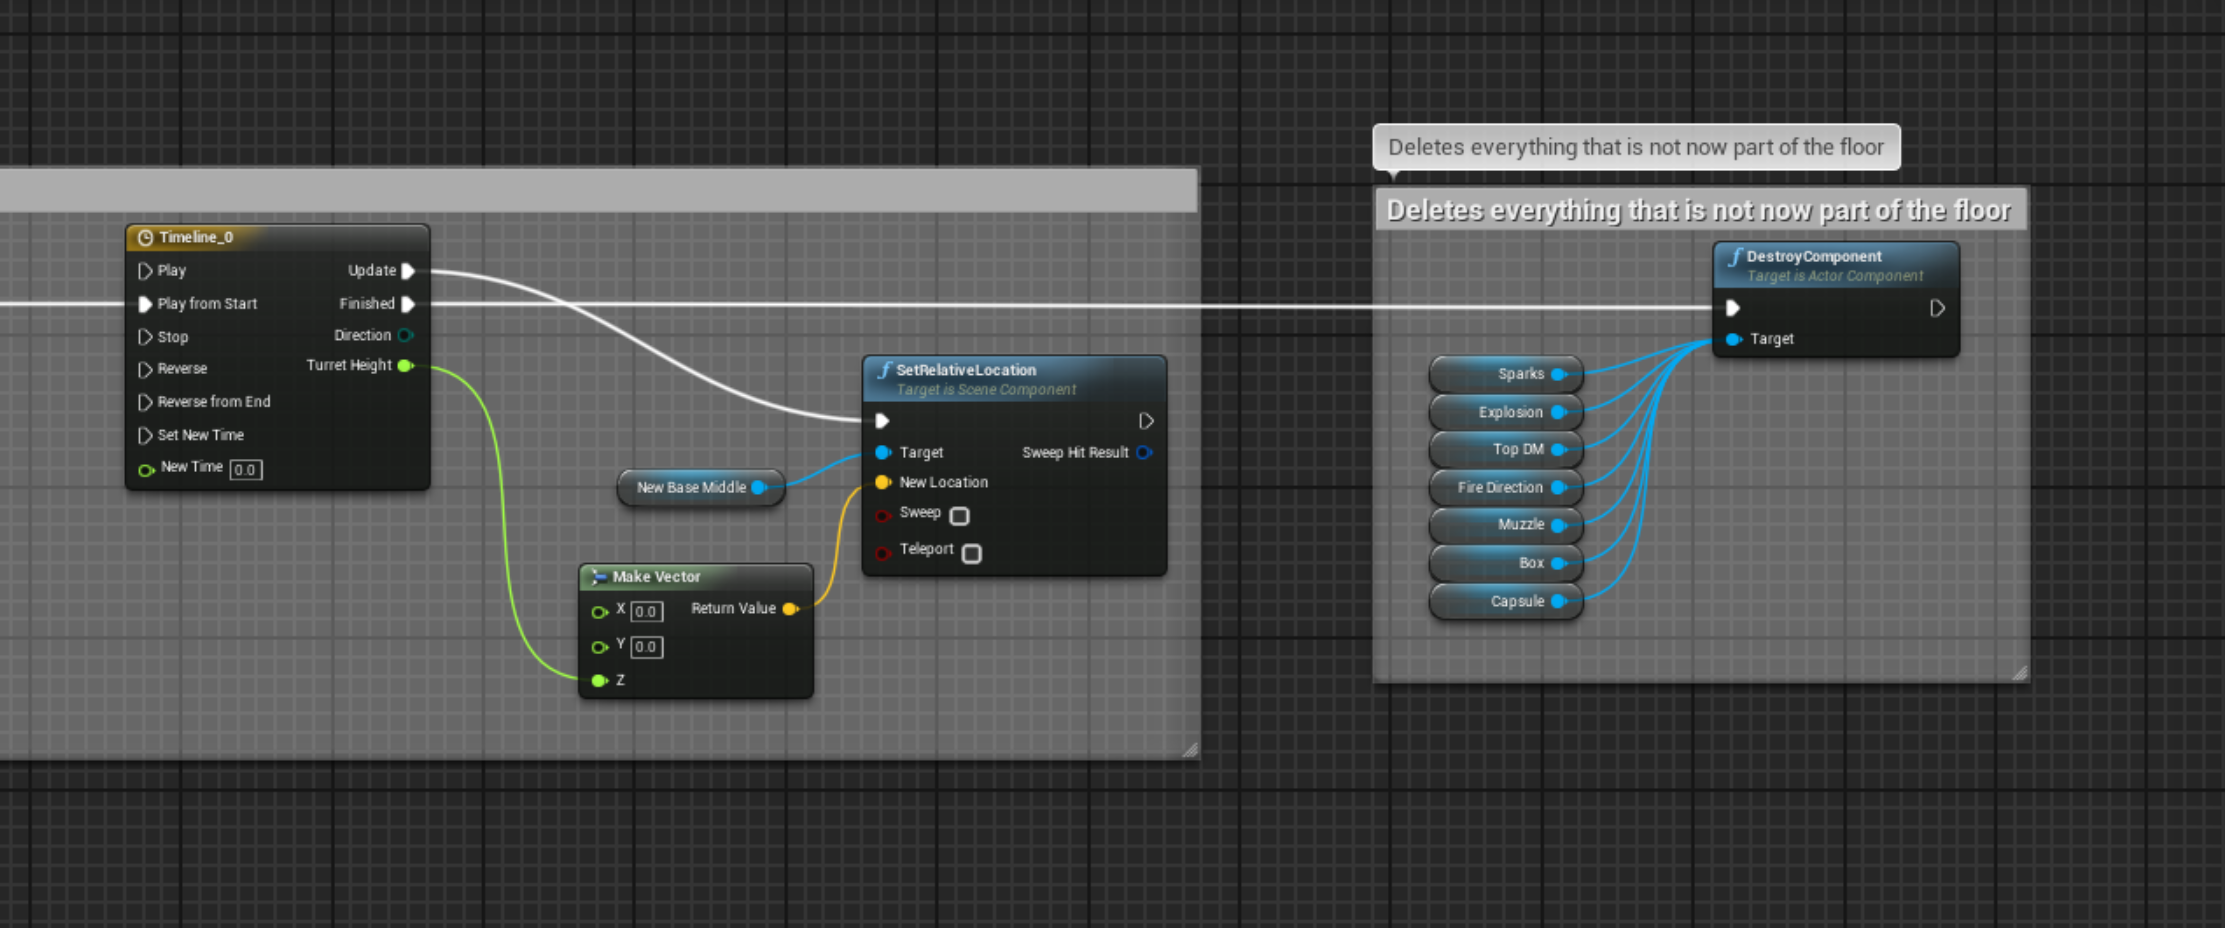 Deletes everything that is not now part of the floor
Deletes everything that is not now part of the floor
Timeline_0
Play
Update
Play from Start
Finished
Stop
Direction
Reverse
Turret Height
Reverse from End
Set New Time
New Time 0.0
New Base Middle
Make Vector
X 0.0
Return Value
Y 0.0
Z
SetRelativeLocation
Target is Scene Component
Target
Sweep Hit Result
New Location
Sweep
Teleport
DestroyComponent
Target is Actor Component
Target
Sparks
Explosion
Top DM
Fire Direction
Muzzle
Box
Capsule